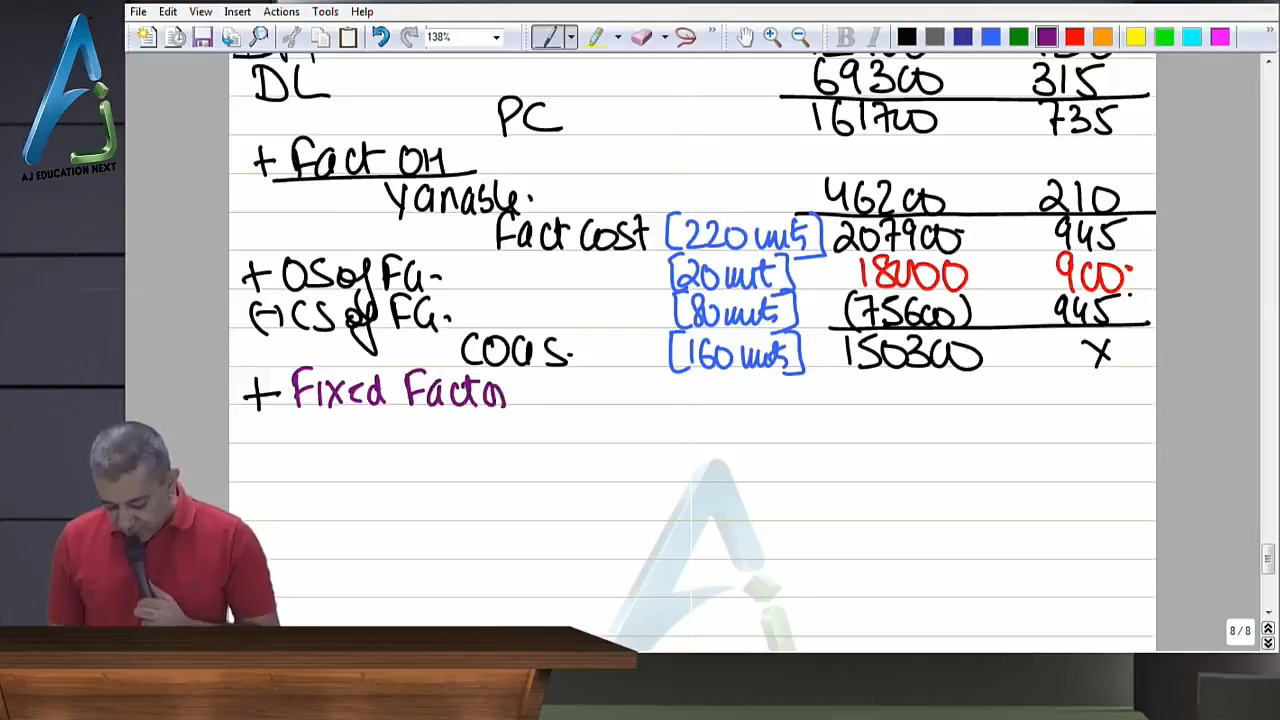 AJ EDUCATION NEXT
File Edit View Insert Actions Tools Help
138%
B I
DL 69300 315
PC 161700 735
+ Fact OH
Variable. 46200 210
Fact cost [220 units] 207900 945
+ OS of FG. [20 unit] 18000 900
(-) CS of FG. [80 units] (75600) 945
COGS. [160 units] 150300 X
+ Fixed Factor
8 / 8